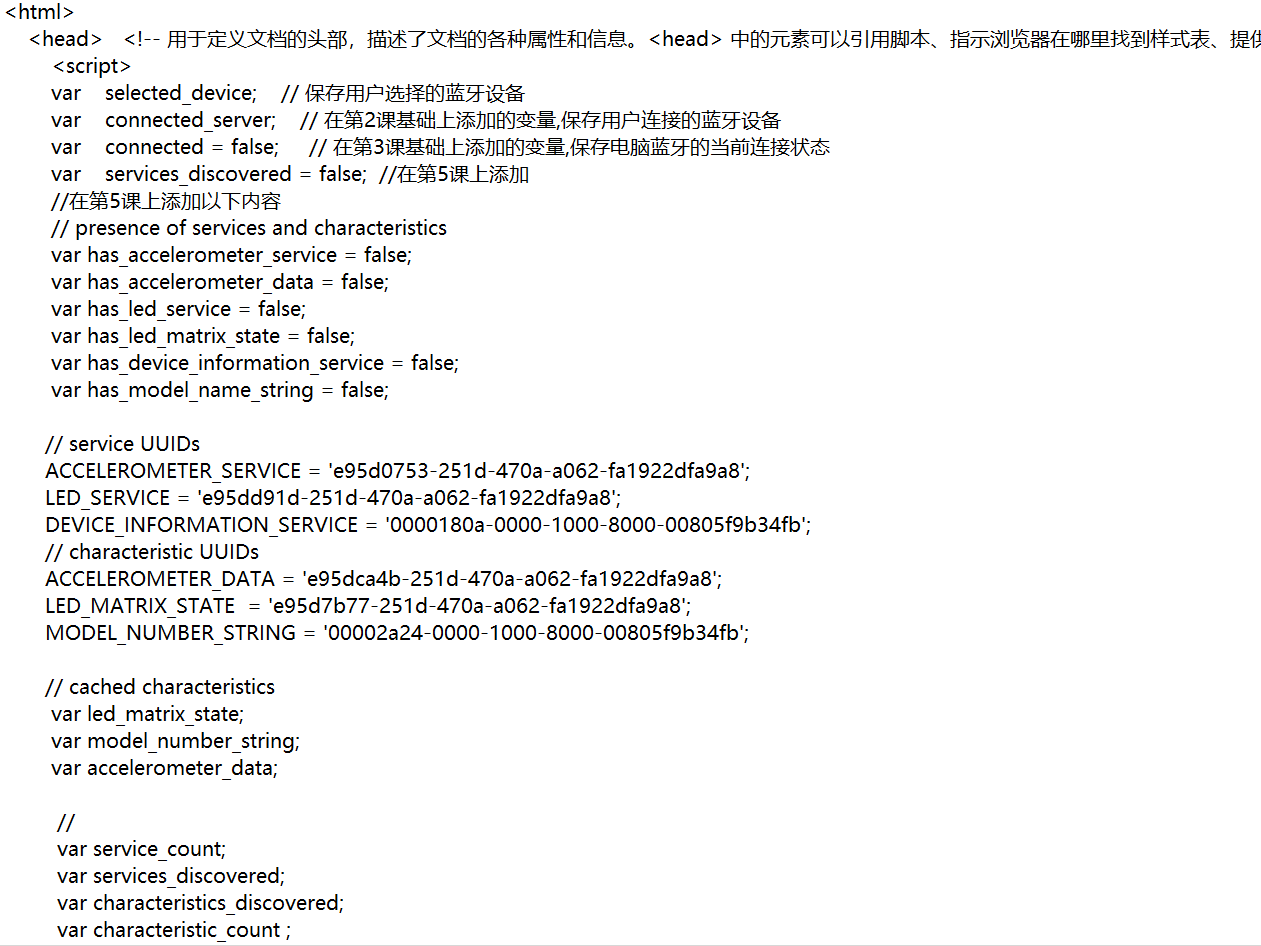 <html>
<head> <!-- 用于定义文档的头部，描述了文档的各种属性和信息。<head> 中的元素可以引用脚本、指示浏览器在哪里找到样式表、提供
<script>
var selected_device; // 保存用户选择的蓝牙设备
var connected_server; // 在第2课基础上添加的变量,保存用户连接的蓝牙设备
var connected = false; // 在第3课基础上添加的变量,保存电脑蓝牙的当前连接状态
var services_discovered = false; //在第5课上添加
//在第5课上添加以下内容
// presence of services and characteristics
var has_accelerometer_service = false;
var has_accelerometer_data = false;
var has_led_service = false;
var has_led_matrix_state = false;
var has_device_information_service = false;
var has_model_name_string = false;
// service UUIDs
ACCELEROMETER_SERVICE = 'e95d0753-251d-470a-a062-fa1922dfa9a8';
LED_SERVICE = 'e95dd91d-251d-470a-a062-fa1922dfa9a8';
DEVICE_INFORMATION_SERVICE = '0000180a-0000-1000-8000-00805f9b34fb';
// characteristic UUIDs
ACCELEROMETER_DATA = 'e95dca4b-251d-470a-a062-fa1922dfa9a8';
LED_MATRIX_STATE = 'e95d7b77-251d-470a-a062-fa1922dfa9a8';
MODEL_NUMBER_STRING = '00002a24-0000-1000-8000-00805f9b34fb';
// cached characteristics
var led_matrix_state;
var model_number_string;
var accelerometer_data;
//
var service_count;
var services_discovered;
var characteristics_discovered;
var characteristic_count ;